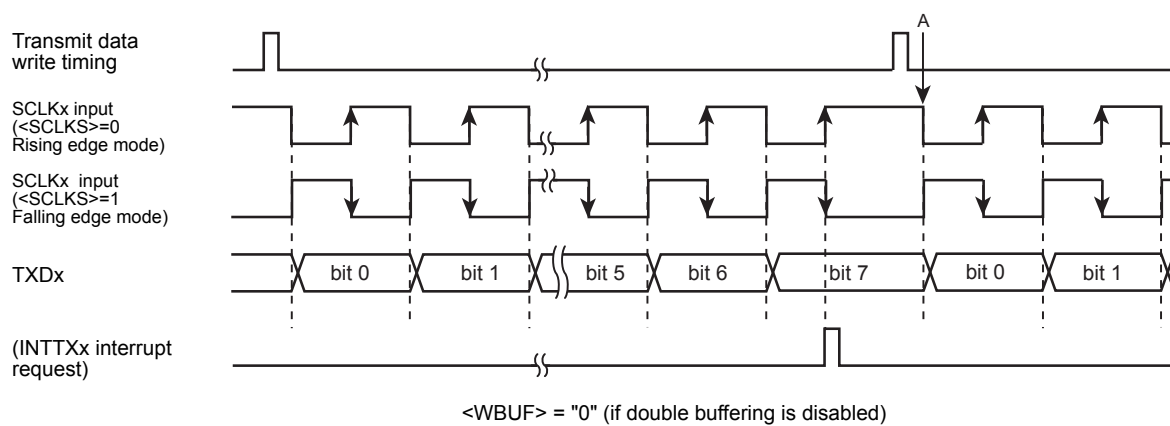 A
Transmit data
write timing
SCLKx input
(<SCLKS>=0
Rising edge mode)
SCLKx input
(<SCLKS>=1
Falling edge mode)
TXDx
bit 0
bit 1
bit 5
bit 6
bit 7
bit 0
bit 1
(INTTXx interrupt
request)
<WBUF> = "0" (if double buffering is disabled)